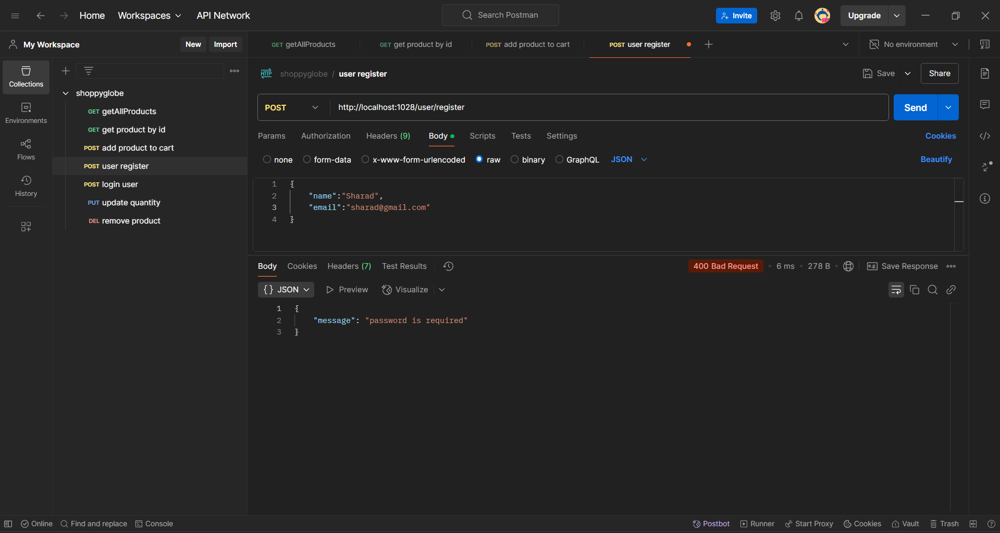 Home Workspaces API Network Search Postman Invite Upgrade
My Workspace New Import GET getAllProducts GET get product by id POST add product to cart POST user register No environment
Collections
Environments
Flows
History
shoppyglobe
GET getAllProducts
GET get product by id
POST add product to cart
POST user register
POST login user
PUT update quantity
DEL remove product
HTTP shoppyglobe / user register Save Share
POST http://localhost:1028/user/register Send
Params Authorization Headers (9) Body Scripts Tests Settings Cookies
none form-data x-www-form-urlencoded raw binary GraphQL JSON Beautify
1 {
2 "name":"Sharad",
3 "email":"sharad@gmail.com"
4 }
Body Cookies Headers (7) Test Results 400 Bad Request 6 ms 278 B e.g. Save Response
{} JSON Preview Visualize
1 {
2 "message": "password is required"
3 }
Online Find and replace Console Postbot Runner Start Proxy Cookies Vault Trash